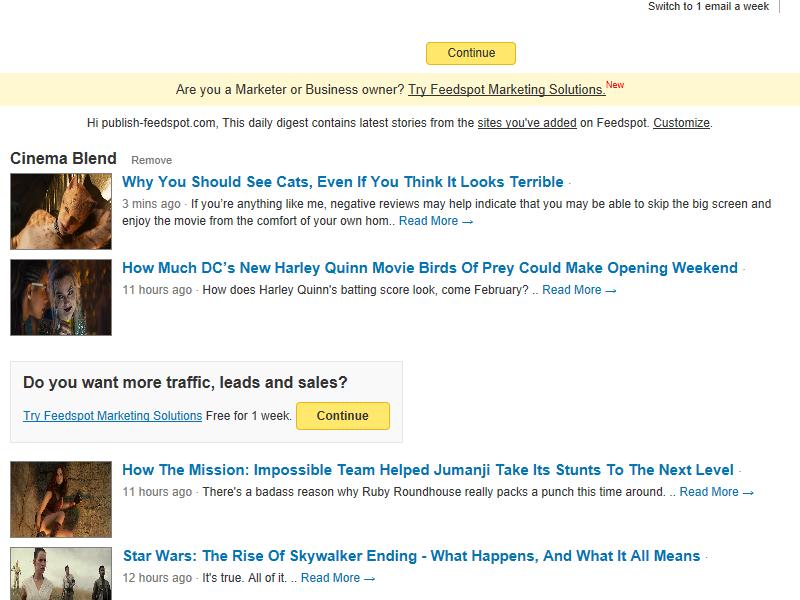 Switch to 1 email a week
Continue
Are you a Marketer or Business owner? Try Feedspot Marketing Solutions.New
Hi publish-feedspot.com, This daily digest contains latest stories from the sites you've added on Feedspot. Customize.
Cinema Blend Remove
Why You Should See Cats, Even If You Think It Looks Terrible ·
3 mins ago · If you’re anything like me, negative reviews may help indicate that you may be able to skip the big screen and
enjoy the movie from the comfort of your own hom.. Read More →
How Much DC’s New Harley Quinn Movie Birds Of Prey Could Make Opening Weekend ·
11 hours ago · How does Harley Quinn's batting score look, come February? .. Read More →
Do you want more traffic, leads and sales?
Try Feedspot Marketing Solutions Free for 1 week. Continue
How The Mission: Impossible Team Helped Jumanji Take Its Stunts To The Next Level ·
11 hours ago · There's a badass reason why Ruby Roundhouse really packs a punch this time around. .. Read More →
Star Wars: The Rise Of Skywalker Ending - What Happens, And What It All Means ·
12 hours ago · It's true. All of it. .. Read More →